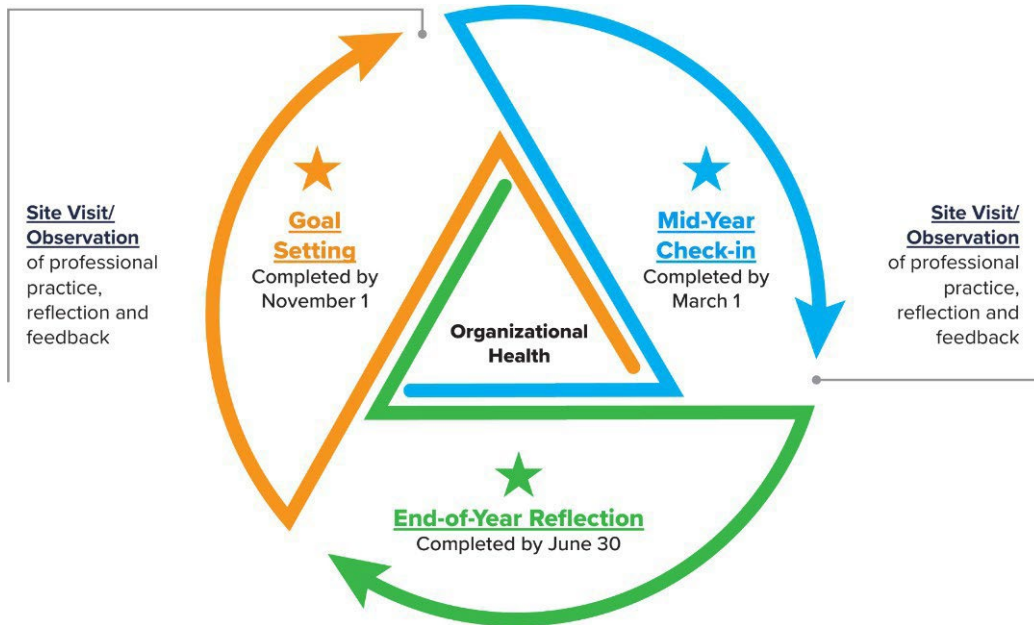 Site Visit/
Observation
of professional
practice,
reflection and
feedback
Goal
Setting
Completed by
November 1
Mid-Year
Check-in
Completed by
March 1
Site Visit/
Observation
of professional
practice,
reflection and
feedback
Organizational
Health
End-of-Year Reflection
Completed by June 30